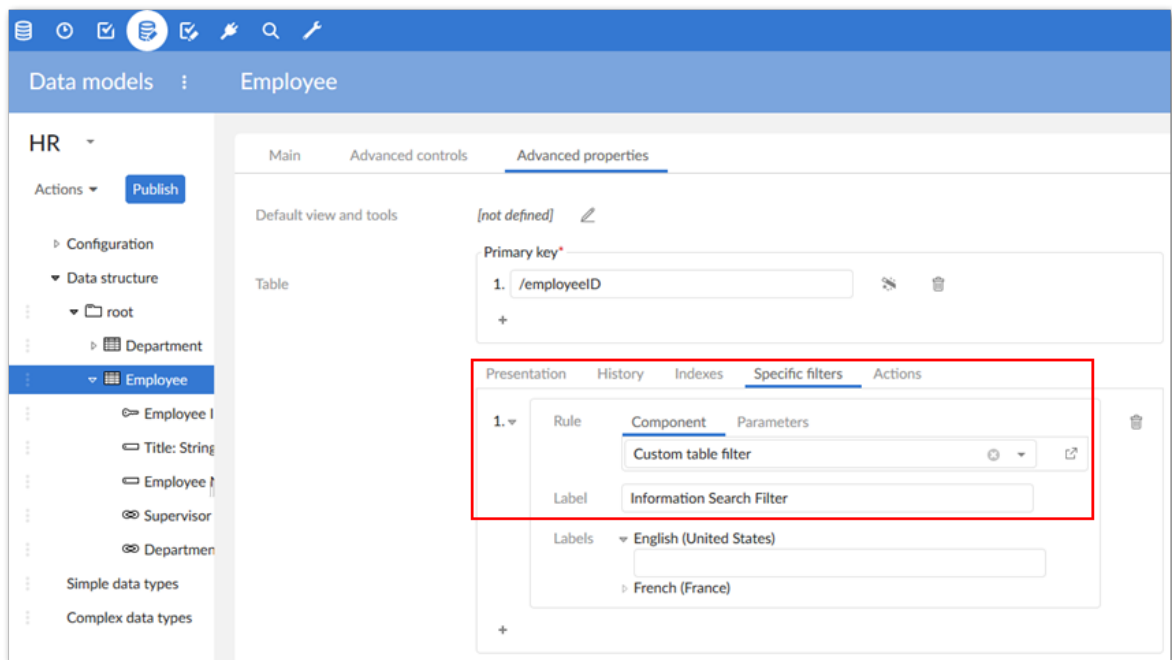 Data models
Employee
HR
Main Advanced controls Advanced properties
Actions Publish
Default view and tools [not defined]
Configuration
Primary key*
Data structure
Table 1. /employeeID
root
+
Department
Employee
Presentation History Indexes Specific filters Actions
Employee I
1. Rule Component Parameters
Title: String
Custom table filter
Employee N
Label Information Search Filter
Supervisor
Labels English (United States)
Departmen
Simple data types
French (France)
Complex data types
+